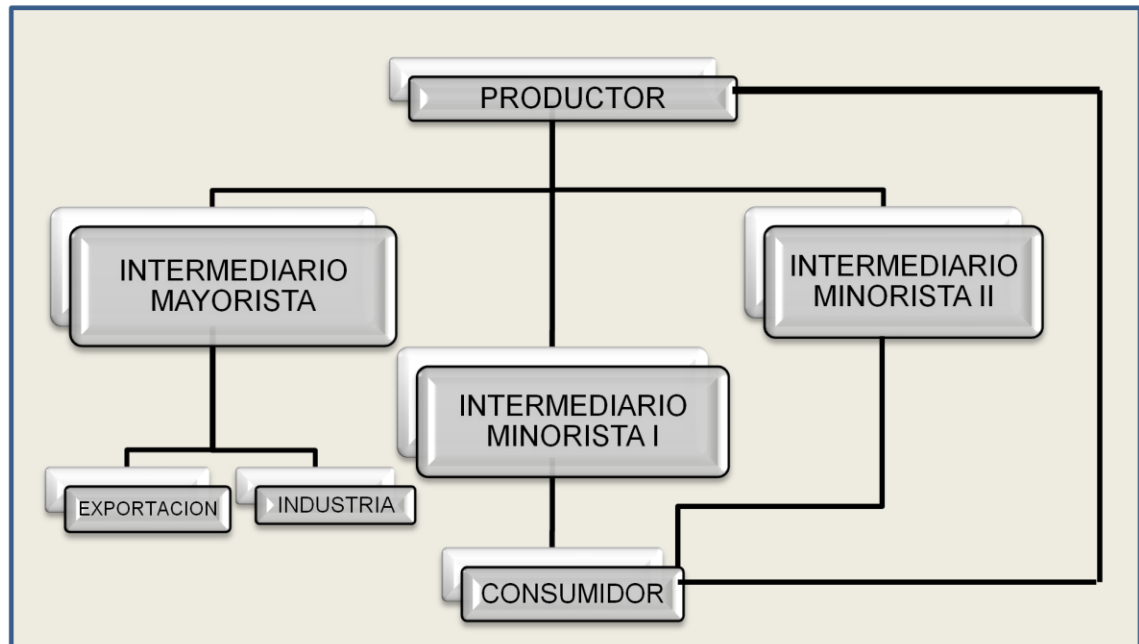 PRODUCTOR
INTERMEDIARIO
MAYORISTA
INTERMEDIARIO
MINORISTA II
INTERMEDIARIO
MINORISTA I
EXPORTACION
INDUSTRIA
CONSUMIDOR